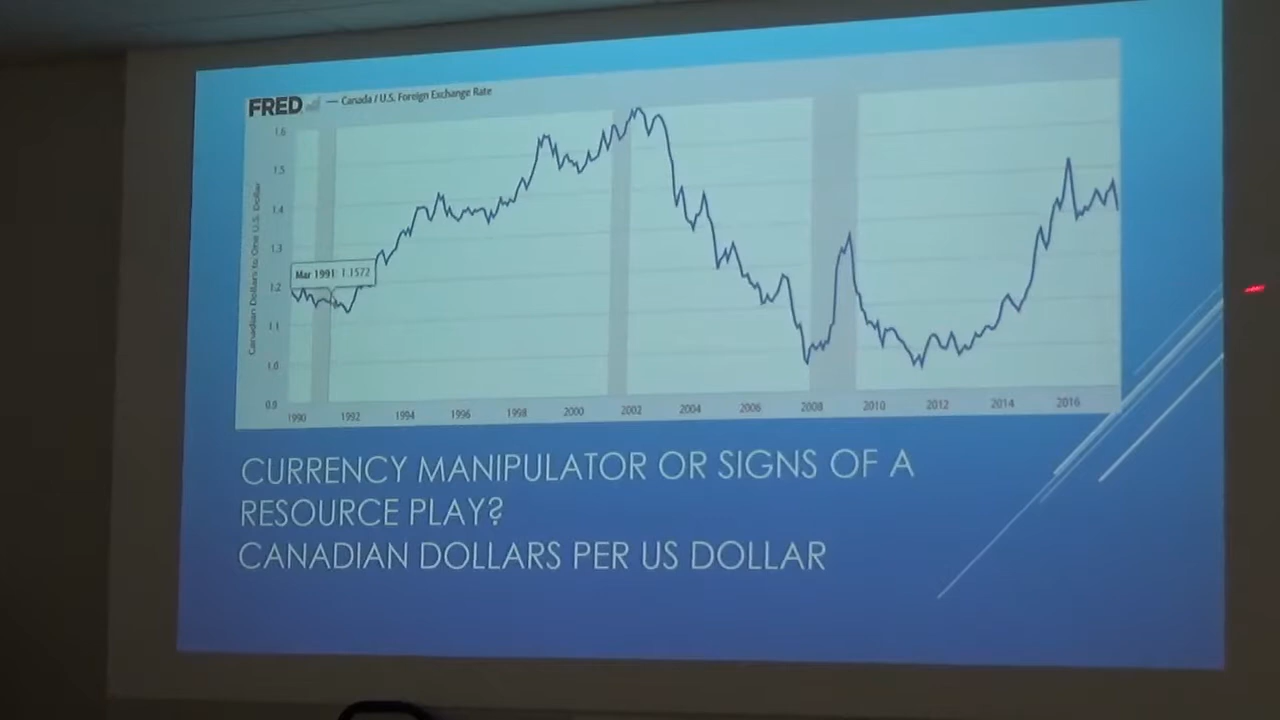 FRED — Canada / U.S. Foreign Exchange Rate
Canadian Dollars to One U.S. Dollar
1.6
1.5
1.4
1.3
1.2
1.1
1.0
0.9
Mar 1991: 1.1572
1990 1992 1994 1996 1998 2000 2002 2004 2006 2008 2010 2012 2014 2016
CURRENCY MANIPULATOR OR SIGNS OF A
RESOURCE PLAY?
CANADIAN DOLLARS PER US DOLLAR